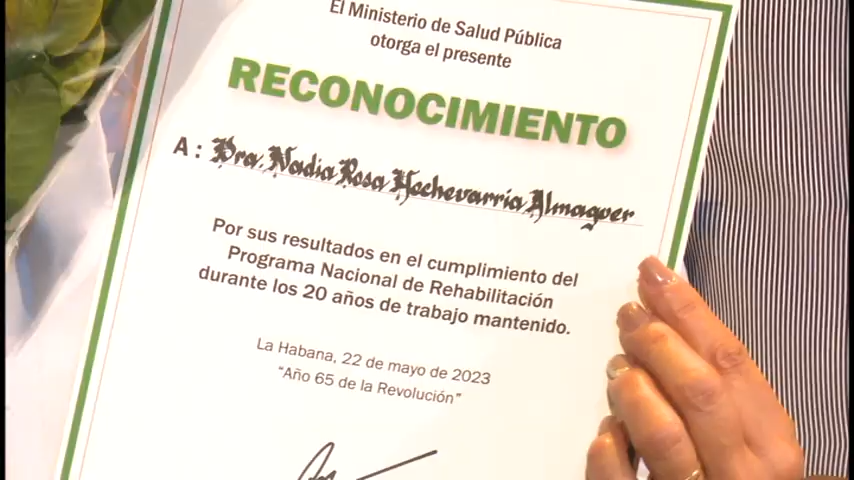 El Ministerio de Salud Pública
otorga el presente
RECONOCIMIENTO
A : Dra. Nadia Rosa Hechevarría Almaguer
Por sus resultados en el cumplimiento del
Programa Nacional de Rehabilitación
durante los 20 años de trabajo mantenido.
La Habana, 22 de mayo de 2023
“Año 65 de la Revolución”